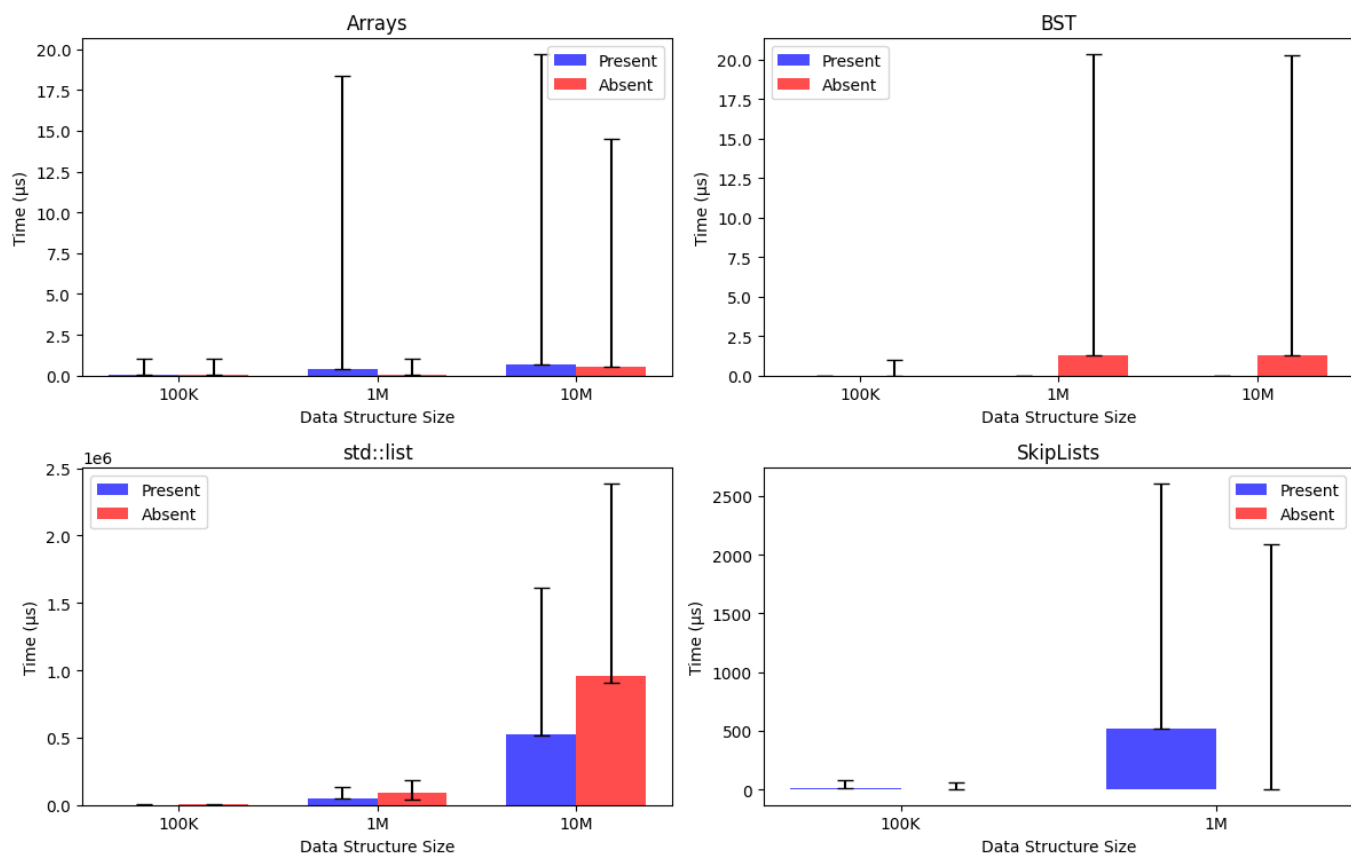 Arrays
20.0
17.5
15.0
12.5
10.0
7.5
5.0
2.5
0.0
Time (µs)
Present
Absent
100K
1M
10M
Data Structure Size
BST
20.0
17.5
15.0
12.5
10.0
7.5
5.0
2.5
0.0
Time (µs)
Present
Absent
100K
1M
10M
Data Structure Size
std::list
1e6
2.5
2.0
1.5
1.0
0.5
0.0
Time (µs)
Present
Absent
100K
1M
10M
Data Structure Size
SkipLists
2500
2000
1500
1000
500
0
Time (µs)
Present
Absent
100K
1M
Data Structure Size